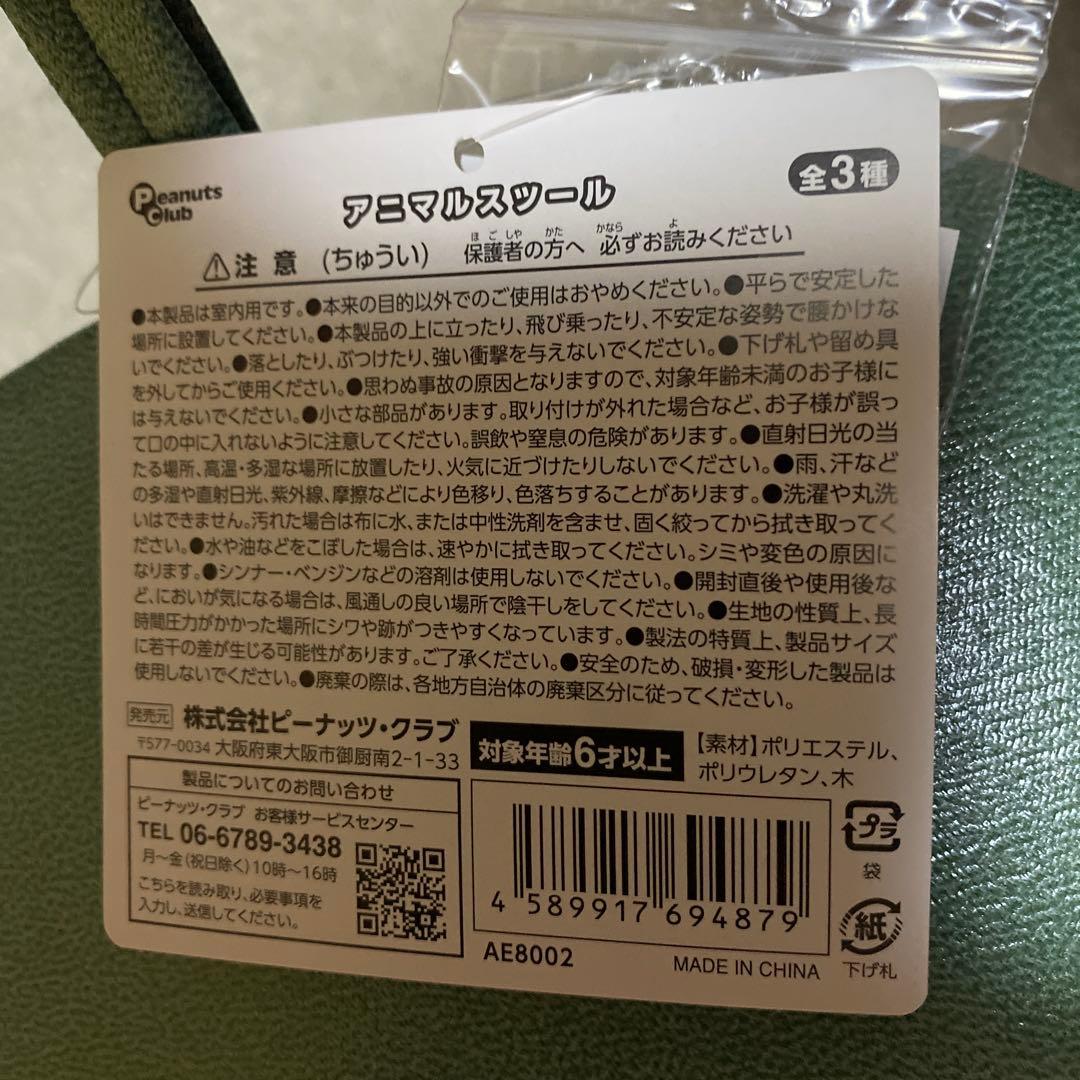 Peanuts Club
アニマルスツール
全3種
⚠注意 (ちゅうい) 保護者の方へ 必ずお読みください
ほごしゃ かた かなら よ
●本製品は室内用です。●本来の目的以外でのご使用はおやめください。●平らで安定した
場所に設置してください。●本製品の上に立ったり、飛び乗ったり、不安定な姿勢で腰かけな
いでください。●落としたり、ぶつけたり、強い衝撃を与えないでください。●下げ札や留め具
を外してからご使用ください。●思わぬ事故の原因となりますので、対象年齢未満のお子様に
は与えないでください。●小さな部品があります。取り付けが外れた場合など、お子様が誤っ
て口の中に入れないように注意してください。誤飲や窒息の危険があります。●直射日光の当
たる場所、高温・多湿な場所に放置したり、火気に近づけたりしないでください。●雨、汗など
の多湿や直射日光、紫外線、摩擦などにより色移り、色落ちすることがあります。●洗濯や丸洗
いはできません。汚れた場合は布に水、または中性洗剤を含ませ、固く絞ってから拭き取ってく
ださい。●水や油などをこぼした場合は、速やかに拭き取ってください。シミや変色の原因に
なります。●シンナー・ベンジンなどの溶剤は使用しないでください。●開封直後や使用後な
ど、においが気になる場合は、風通しの良い場所で陰干しをしてください。●生地の性質上、長
時間圧力がかかった場所にシワや跡がつきやすくなっています。●製法の特質上、製品サイズ
に若干の差が生じる可能性があります。ご了承ください。●安全のため、破損・変形した製品は
使用しないでください。●廃棄の際は、各地方自治体の廃棄区分に従ってください。
発売元 株式会社ピーナッツ・クラブ
〒577-0034 大阪府東大阪市御厨南2-1-33
製品についてのお問い合わせ
ピーナッツ・クラブ お客様サービスセンター
TEL 06-6789-3438
月～金(祝日除く)10時～16時
こちらを読み取り、必要事項を
入力し、送信してください。
対象年齢6才以上
【素材】ポリエステル、
ポリウレタン、木
4 589917 694879
AE8002
MADE IN CHINA
プラ
袋
紙
下げ札